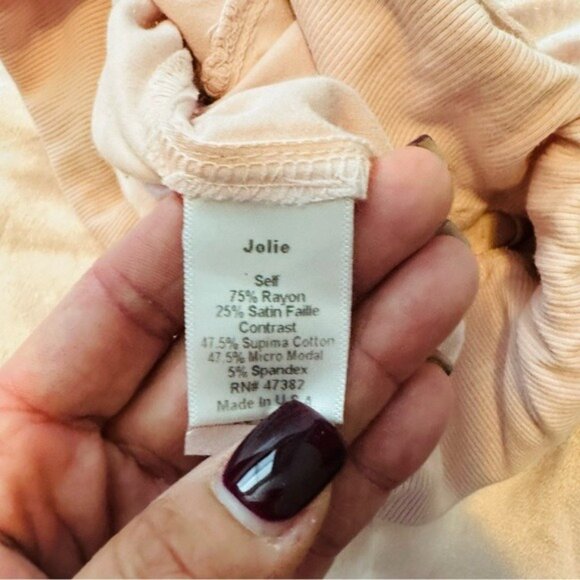 Jolie
Self
75% Rayon
25% Satin Faille
Contrast
47.5% Supima Cotton
47.5% Micro Modal
5% Spandex
RN# 47382
Made In U.S.A